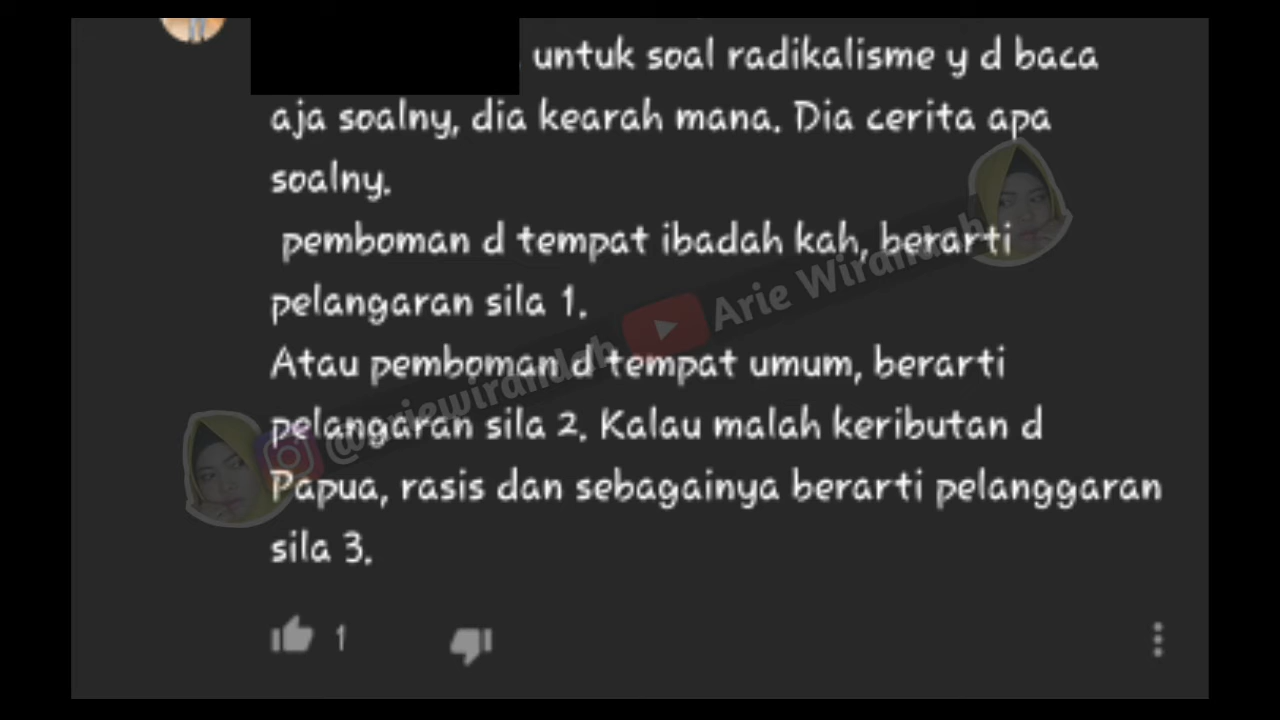 untuk soal radikalisme y d baca
aja soalny, dia kearah mana. Dia cerita apa
soalny.
pemboman d tempat ibadah kah, berarti
pelangaran sila 1.
Atau pemboman d tempat umum, berarti
pelangaran sila 2. Kalau malah keributan d
Papua, rasis dan sebagainya berarti pelanggaran
sila 3.
1
@ariewirandah
Arie Wirandah